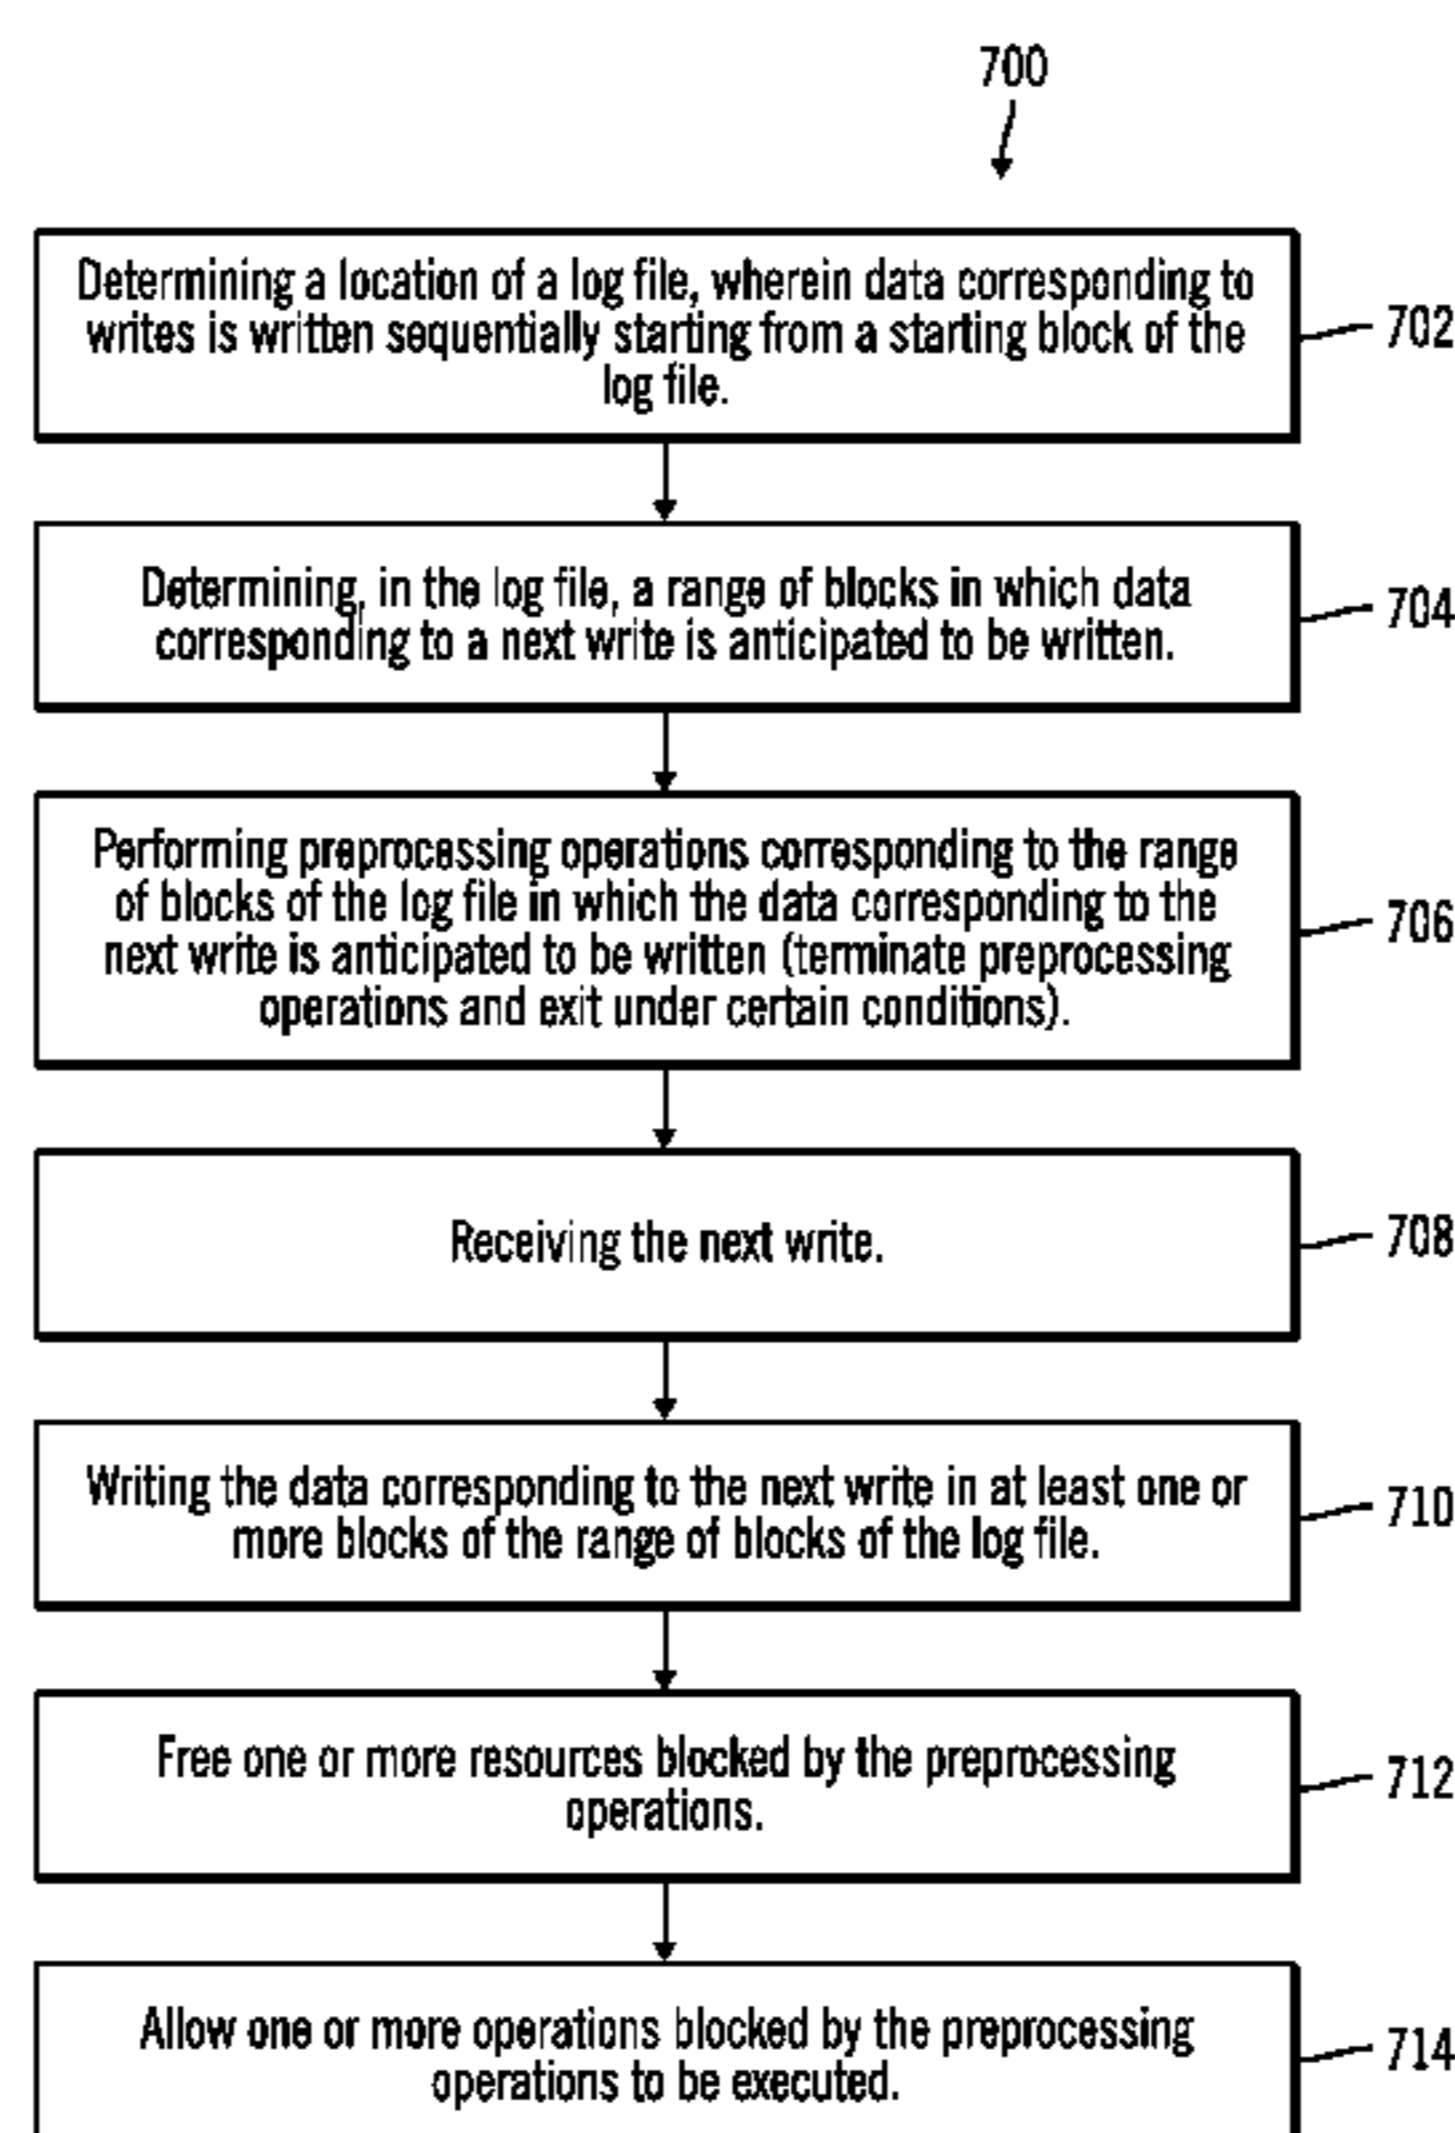 700
Determining a location of a log file, wherein data corresponding to
writes is written sequentially starting from a starting block of the
log file.
702
Determining, in the log file, a range of blocks in which data
corresponding to a next write is anticipated to be written.
704
Performing preprocessing operations corresponding to the range
of blocks of the log file in which the data corresponding to the
next write is anticipated to be written (terminate preprocessing
operations and exit under certain conditions).
706
Receiving the next write.
708
Writing the data corresponding to the next write in at least one or
more blocks of the range of blocks of the log file.
710
Free one or more resources blocked by the preprocessing
operations.
712
Allow one or more operations blocked by the preprocessing
operations to be executed.
714